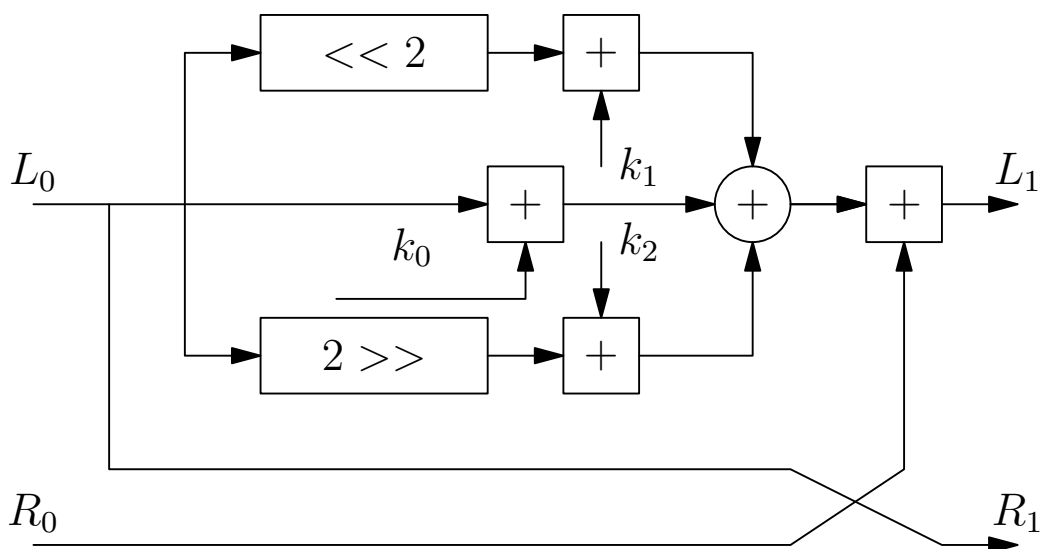 << 2
+
k₁
L₀
+
+
+
L₁
k₀
k₂
2 >>
+
R₀
R₁